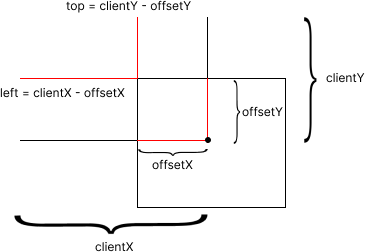 top = clientY - offsetY
clientY
left = clientX - offsetX
offsetY
offsetX
clientX